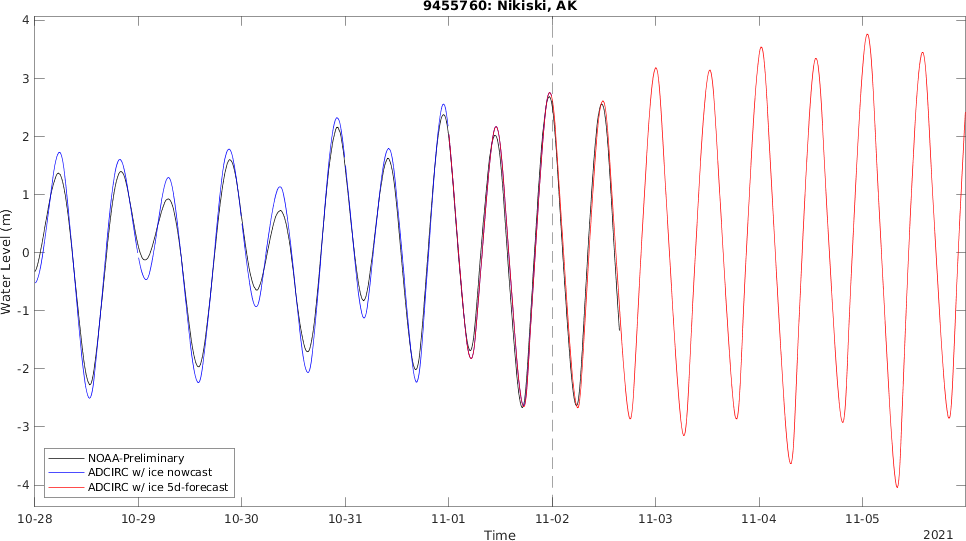 9455760: Nikiski, AK
4
3
2
1
0
-1
-2
-3
-4
Water Level (m)
NOAA-Preliminary
ADCIRC w/ ice nowcast
ADCIRC w/ ice 5d-forecast
10-28 10-29 10-30 10-31 11-01 11-02 11-03 11-04 11-05
Time
2021